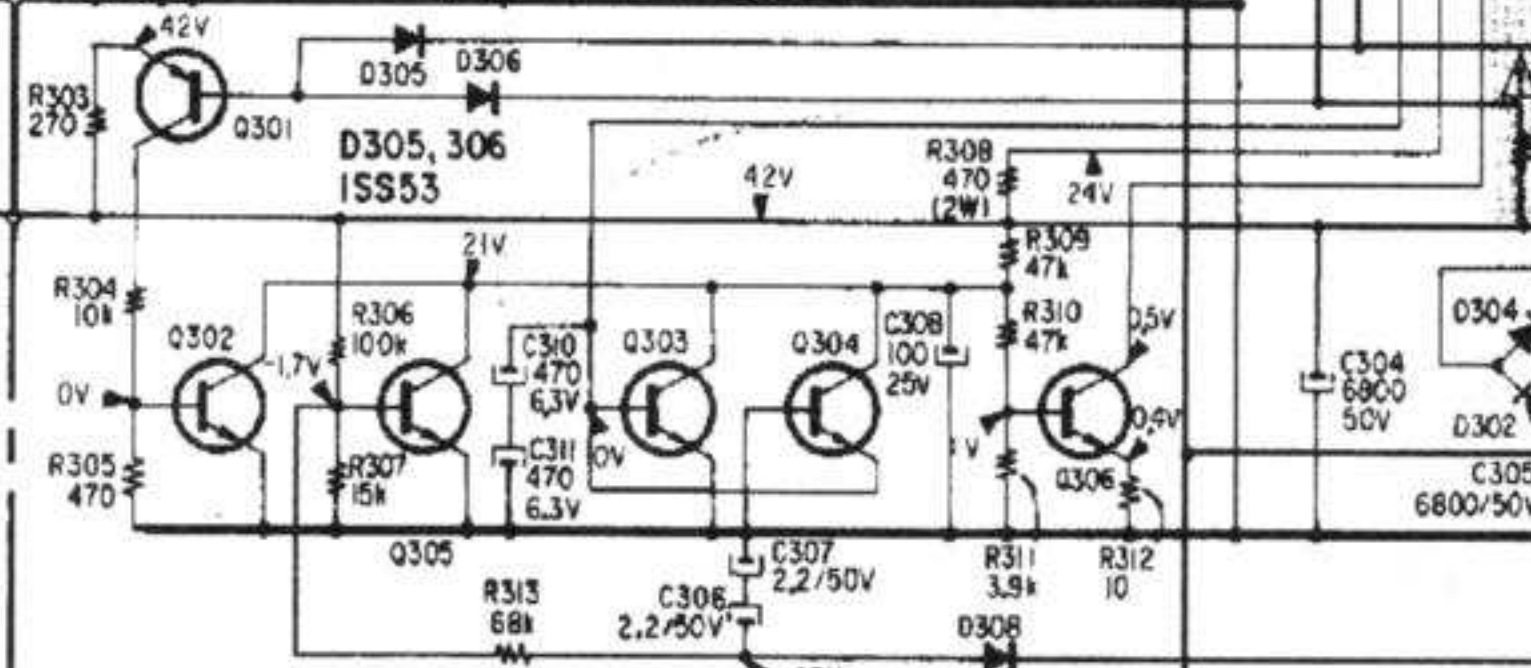 42V
D305
D306
R303
270
Q301
D305, 306
1SS53
R308
470
(2W)
24V
42V
21V
R309
47k
R304
10k
Q302
R306
100k
-1.7V
C310
470
6.3V
Q303
Q304
C308
100
25V
R310
47k
0.5V
D304
C304
6800
50V
0V
D302
R305
470
R307
15k
C311
470
6.3V
0V
1V
0.4V
Q306
C305
6800/50V
Q305
C307
2.2/50V
R311
3.9k
R312
10
R313
68k
C306
2.2/50V
D308